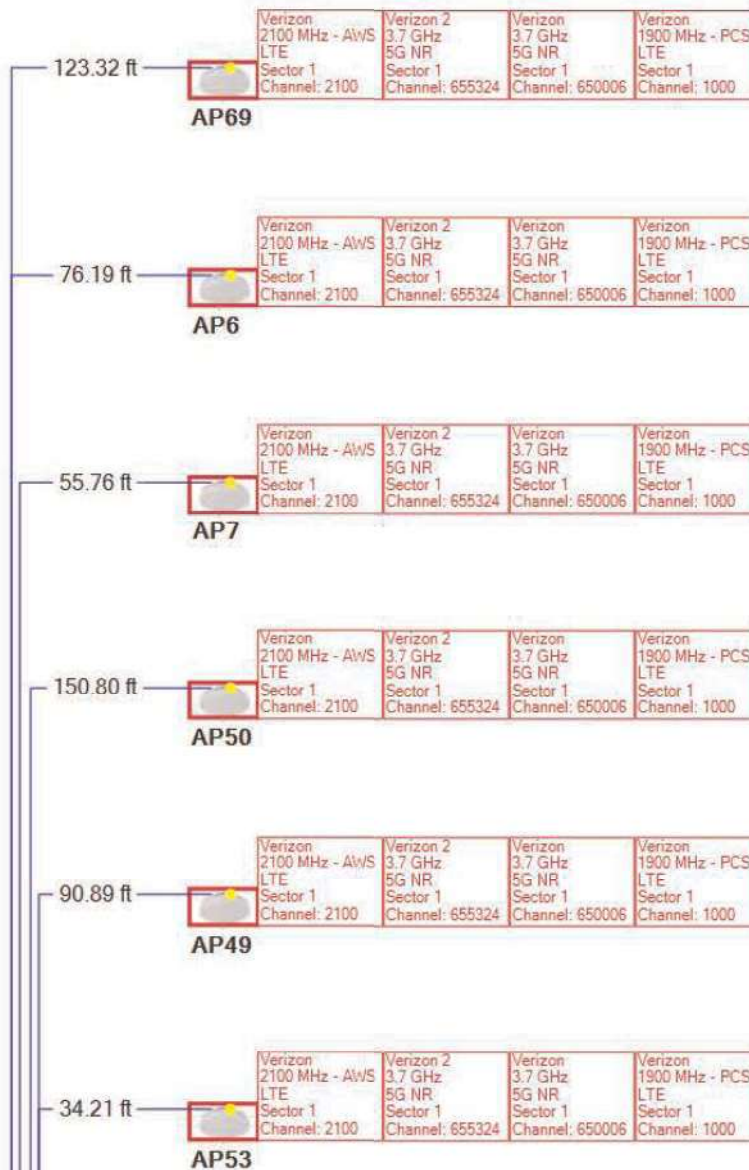 Verizon
2100 MHz - AWS
LTE
Sector 1
Channel: 2100
Verizon 2
3.7 GHz
5G NR
Sector 1
Channel: 655324
Verizon
3.7 GHz
5G NR
Sector 1
Channel: 650006
Verizon
1900 MHz - PCS
LTE
Sector 1
Channel: 1000
123.32 ft
AP69
Verizon
2100 MHz - AWS
LTE
Sector 1
Channel: 2100
Verizon 2
3.7 GHz
5G NR
Sector 1
Channel: 655324
Verizon
3.7 GHz
5G NR
Sector 1
Channel: 650006
Verizon
1900 MHz - PCS
LTE
Sector 1
Channel: 1000
76.19 ft
AP6
Verizon
2100 MHz - AWS
LTE
Sector 1
Channel: 2100
Verizon 2
3.7 GHz
5G NR
Sector 1
Channel: 655324
Verizon
3.7 GHz
5G NR
Sector 1
Channel: 650006
Verizon
1900 MHz - PCS
LTE
Sector 1
Channel: 1000
55.76 ft
AP7
Verizon
2100 MHz - AWS
LTE
Sector 1
Channel: 2100
Verizon 2
3.7 GHz
5G NR
Sector 1
Channel: 655324
Verizon
3.7 GHz
5G NR
Sector 1
Channel: 650006
Verizon
1900 MHz - PCS
LTE
Sector 1
Channel: 1000
150.80 ft
AP50
Verizon
2100 MHz - AWS
LTE
Sector 1
Channel: 2100
Verizon 2
3.7 GHz
5G NR
Sector 1
Channel: 655324
Verizon
3.7 GHz
5G NR
Sector 1
Channel: 650006
Verizon
1900 MHz - PCS
LTE
Sector 1
Channel: 1000
90.89 ft
AP49
Verizon
2100 MHz - AWS
LTE
Sector 1
Channel: 2100
Verizon 2
3.7 GHz
5G NR
Sector 1
Channel: 655324
Verizon
3.7 GHz
5G NR
Sector 1
Channel: 650006
Verizon
1900 MHz - PCS
LTE
Sector 1
Channel: 1000
34.21 ft
AP53